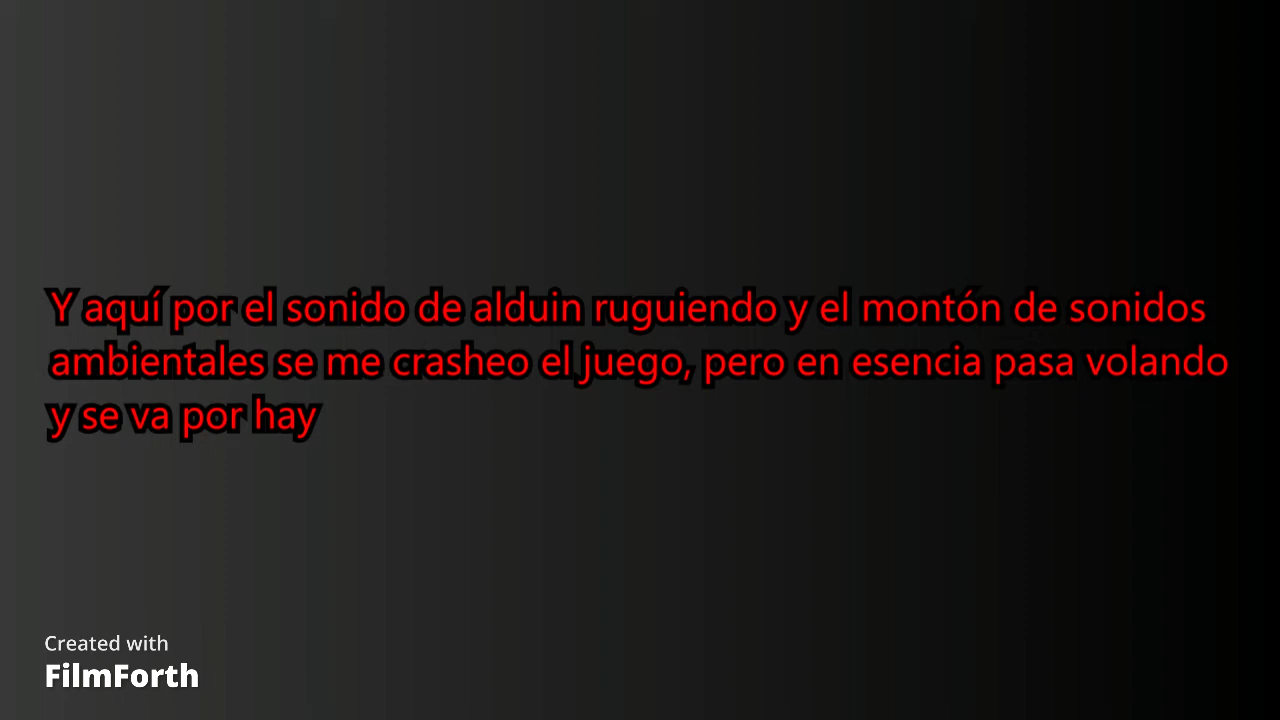 Y aquí por el sonido de alduin ruguiendo y el montón de sonidos
ambientales se me crasheo el juego, pero en esencia pasa volando
y se va por hay
Created with
FilmForth